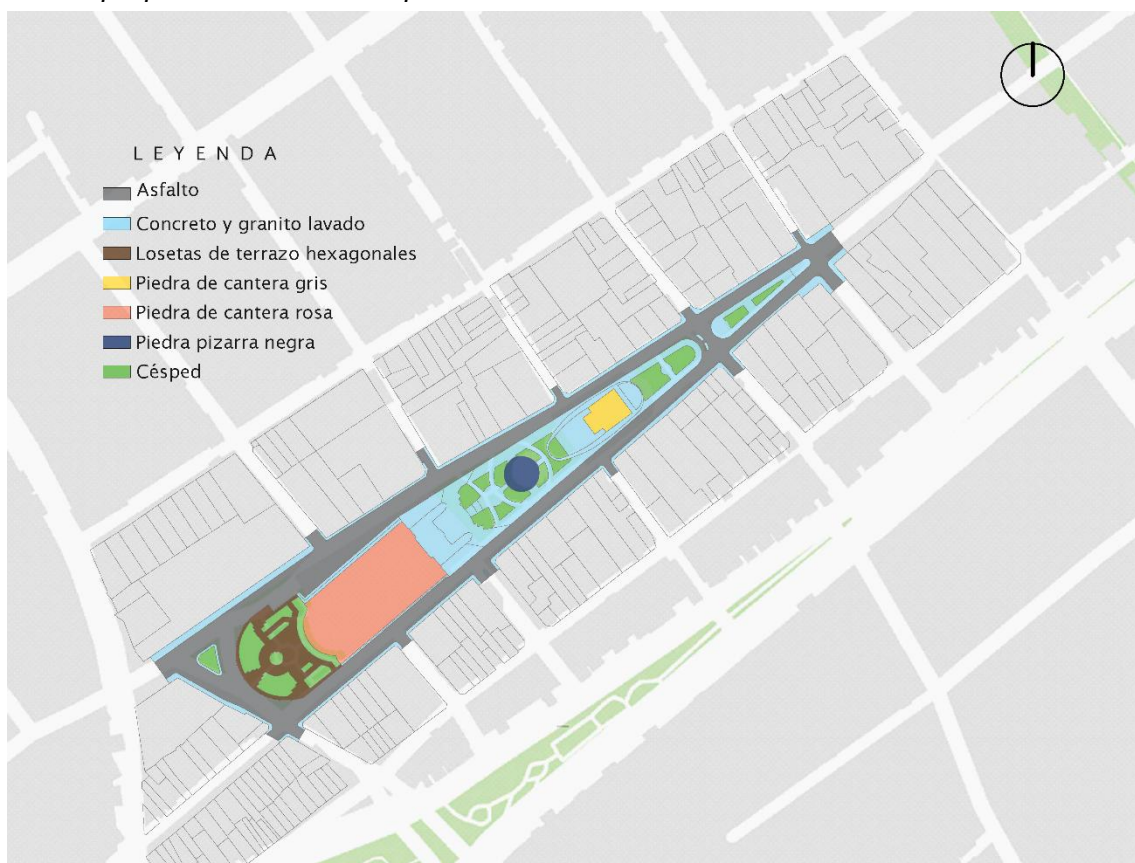 LEYENDA
Asfalto
Concreto y granito lavado
Losetas de terrazo hexagonales
Piedra de cantera gris
Piedra de cantera rosa
Piedra pizarra negra
Césped